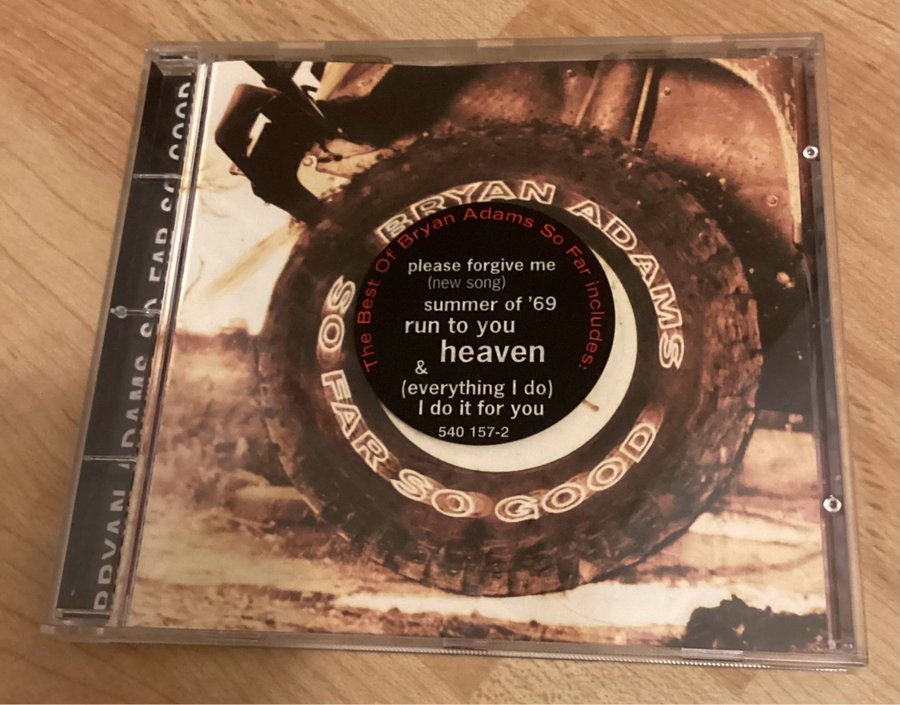 BRYAN ADAMS SO FAR SO GOOD
BRYAN ADAMS
SO FAR SO GOOD
The Best Of Bryan Adams So Far includes:
please forgive me
(new song)
summer of '69
run to you
heaven
&
(everything I do)
I do it for you
540 157-2